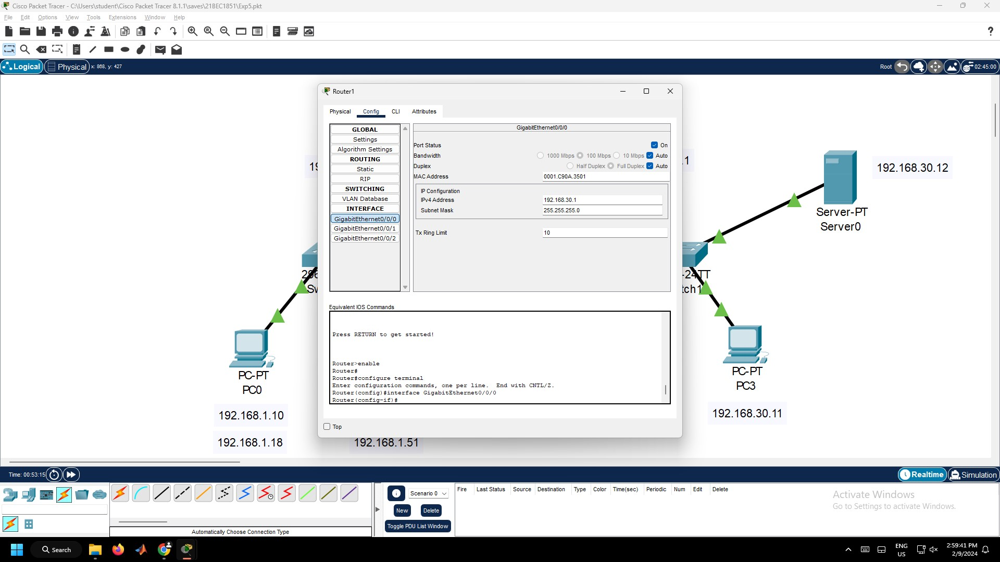 Cisco Packet Tracer - C:\Users\student\Cisco Packet Tracer 8.1.1\saves\21BEC1851\Exp5.pkt
File Edit Options View Tools Extensions Window Help
Logical Physical x: 868, y: 427
Root 02:45:00
Router1
Physical Config CLI Attributes
GLOBAL
Settings
Algorithm Settings
ROUTING
Static
RIP
SWITCHING
VLAN Database
INTERFACE
GigabitEthernet0/0/0
GigabitEthernet0/0/1
GigabitEthernet0/0/2
GigabitEthernet0/0/0
Port Status On
Bandwidth 1000 Mbps 100 Mbps 10 Mbps Auto
Duplex Half Duplex Full Duplex Auto
MAC Address 0001.C90A.3501
IP Configuration
IPv4 Address 192.168.30.1
Subnet Mask 255.255.255.0
Tx Ring Limit 10
Equivalent IOS Commands
Press RETURN to get started!
Router>enable
Router#
Router#configure terminal
Enter configuration commands, one per line. End with CNTL/Z.
Router(config)#interface GigabitEthernet0/0/0
Router(config-if)#
Top
19
.1
192.168.30.12
Server-PT
Server0
296
Sw
-24TT
tch1
PC-PT
PC0
192.168.1.10
192.168.1.18
192.168.1.51
PC-PT
PC3
192.168.30.11
Time: 00:53:15
Realtime Simulation
Automatically Choose Connection Type
Scenario 0
New Delete
Toggle PDU List Window
Fire Last Status Source Destination Type Color Time(sec) Periodic Num Edit Delete
Activate Windows
Go to Settings to activate Windows.
Search
ENG
US
2:59:41 PM
2/9/2024